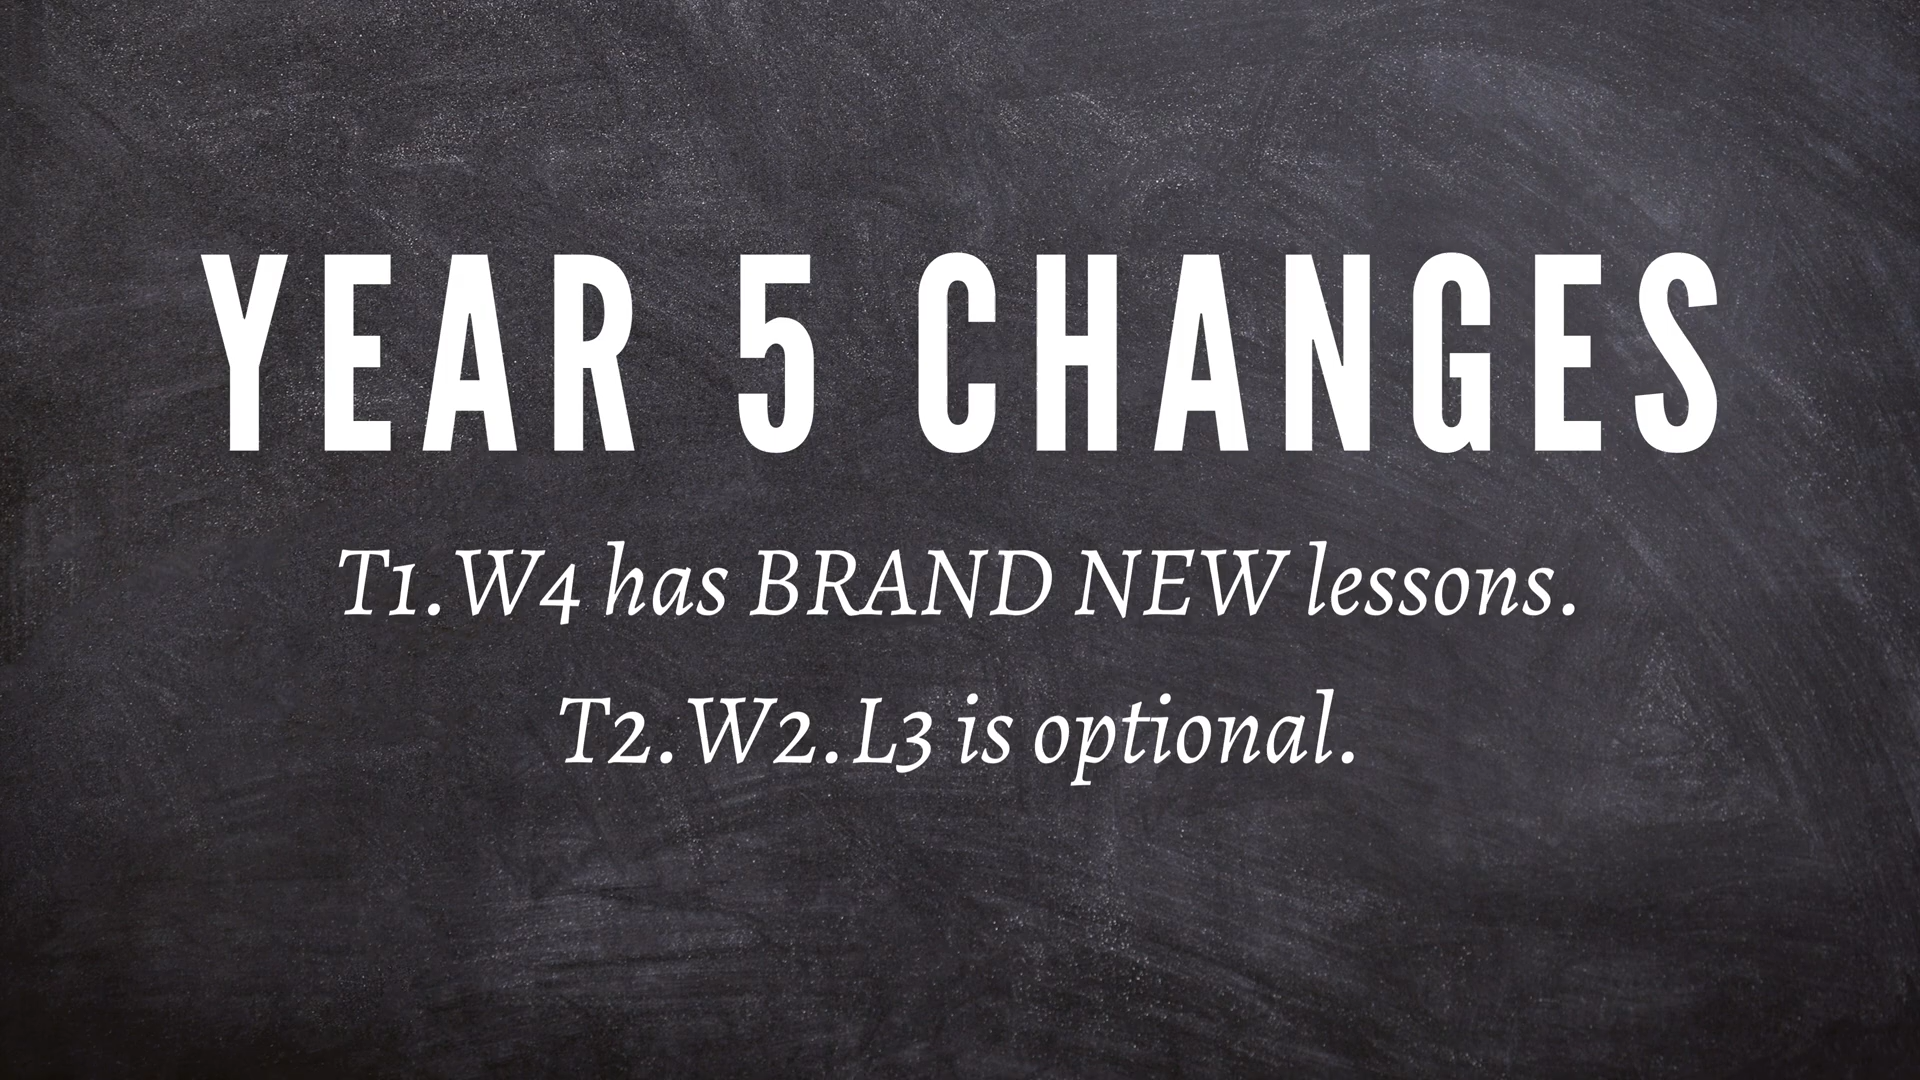 YEAR 5 CHANGES
T1.W4 has BRAND NEW lessons.
T2.W2.L3 is optional.